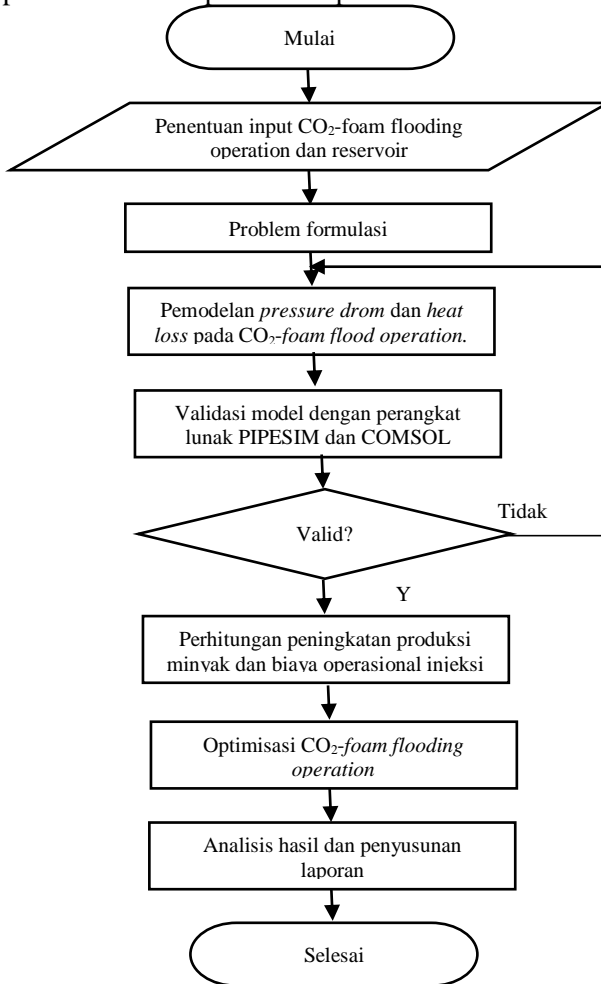 Mulai
Penentuan input CO₂-foam flooding
operation dan reservoir
Problem formulasi
Pemodelan pressure drom dan heat
loss pada CO₂-foam flood operation.
Validasi model dengan perangkat
lunak PIPESIM dan COMSOL
Valid?
Tidak
Y
Perhitungan peningkatan produksi
minyak dan biaya operasional injeksi
Optimisasi CO₂-foam flooding
operation
Analisis hasil dan penyusunan
laporan
Selesai